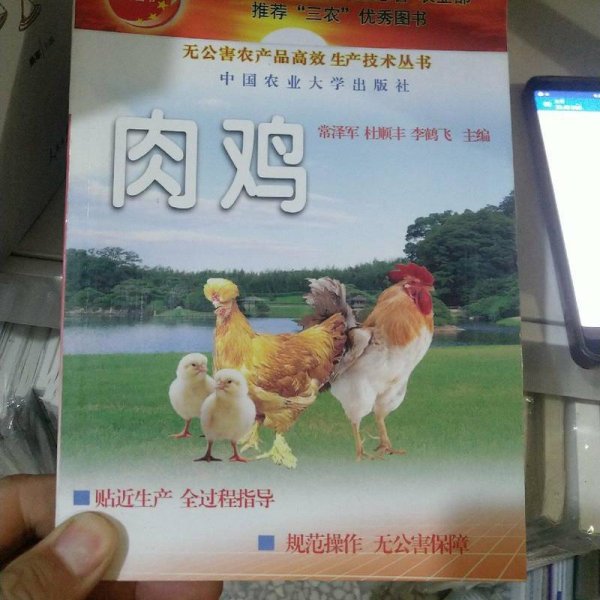 推荐“三农”优秀图书
无公害农产品高效生产技术丛书
中国农业大学出版社
肉鸡
常泽军 杜顺丰 李鹤飞 主编
贴近生产 全过程指导
规范操作 无公害保障